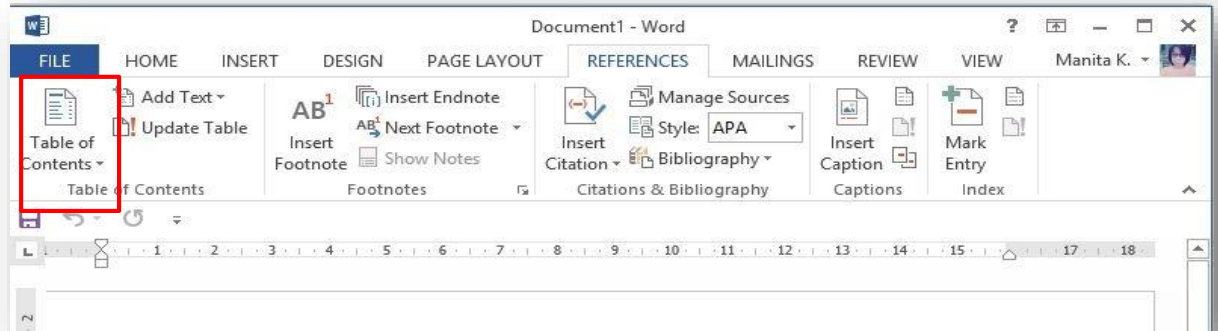 Document1 - Word
?
FILE HOME INSERT DESIGN PAGE LAYOUT REFERENCES MAILINGS REVIEW VIEW Manita K.
Table of
Contents
Add Text
Update Table
Table of Contents
AB1
Insert
Footnote
Insert Endnote
Next Footnote
Show Notes
Footnotes
Insert
Citation
Manage Sources
Style: APA
Bibliography
Citations & Bibliography
Insert
Caption
Captions
Mark
Entry
Index
L
1 1 2 3 4 5 6 7 8 9 10 11 12 13 14 15 17 18
2